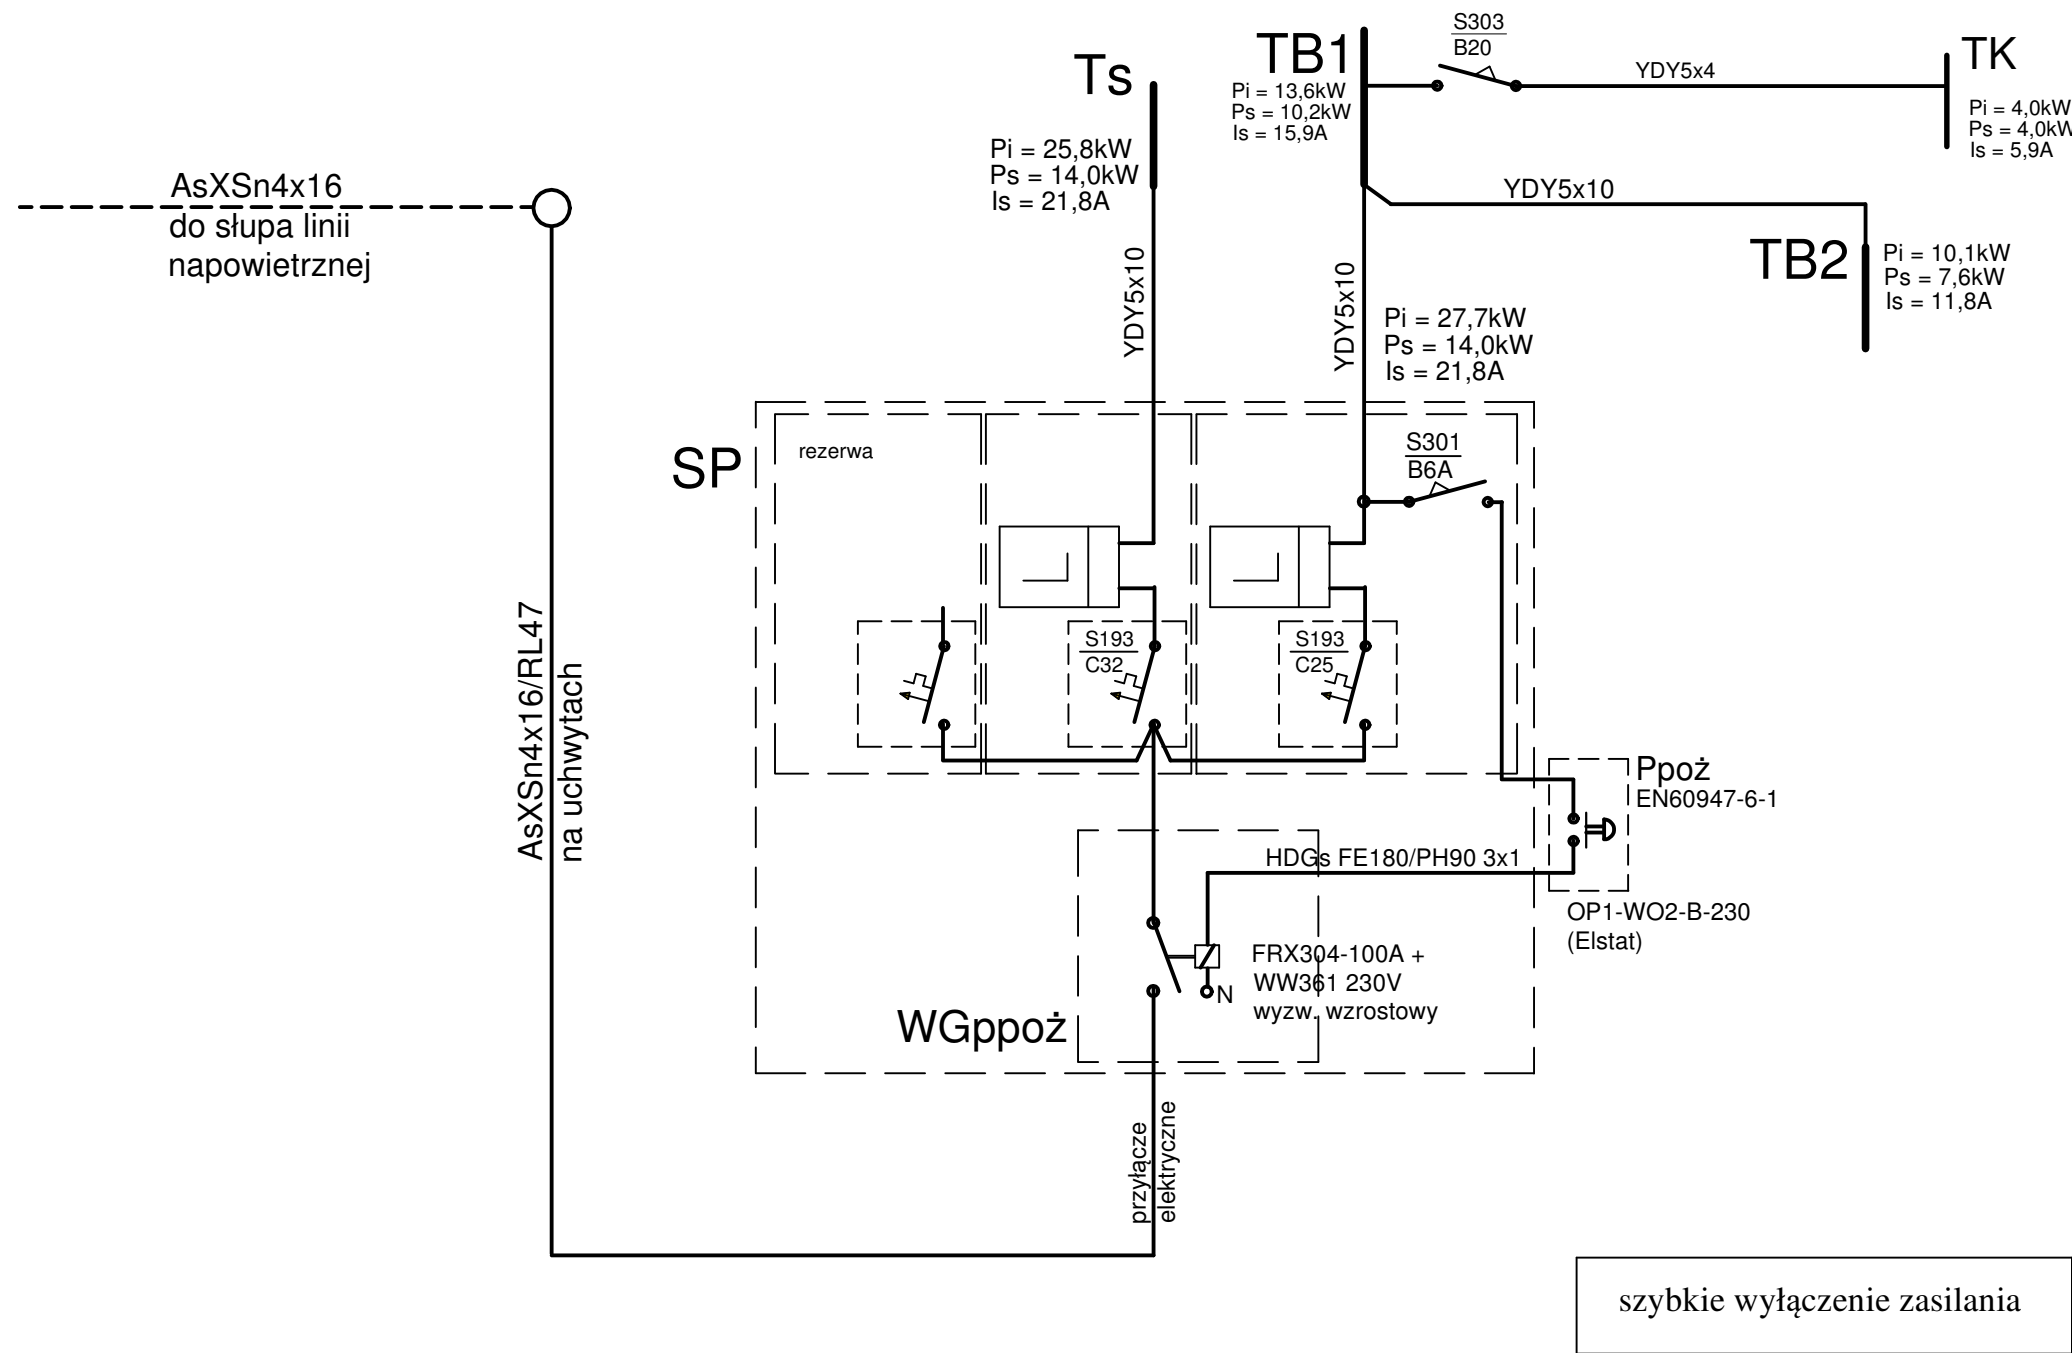 S303
B20
TB1
Pi = 13,6kW
Ps = 10,2kW
Is = 15,9A
YDY5x4
TK
Pi = 4,0kW
Ps = 4,0kW
Is = 5,9A
Ts
Pi = 25,8kW
Ps = 14,0kW
Is = 21,8A
AsXSn4x16
do słupa linii
napowietrznej
YDY5x10
TB2
Pi = 10,1kW
Ps = 7,6kW
Is = 11,8A
YDY5x10
YDY5x10
Pi = 27,7kW
Ps = 14,0kW
Is = 21,8A
SP
rezerwa
S301
B6A
S193
C32
S193
C25
AsXSn4x16/RL47
na uchwytach
Ppoż
EN60947-6-1
HDGs FE180/PH90 3x1
OP1-WO2-B-230
(Elstat)
FRX304-100A +
WW361 230V
wyzw. wzrostowy
N
WGppoż
przyłącze
elektryczne
szybkie wyłączenie zasilania